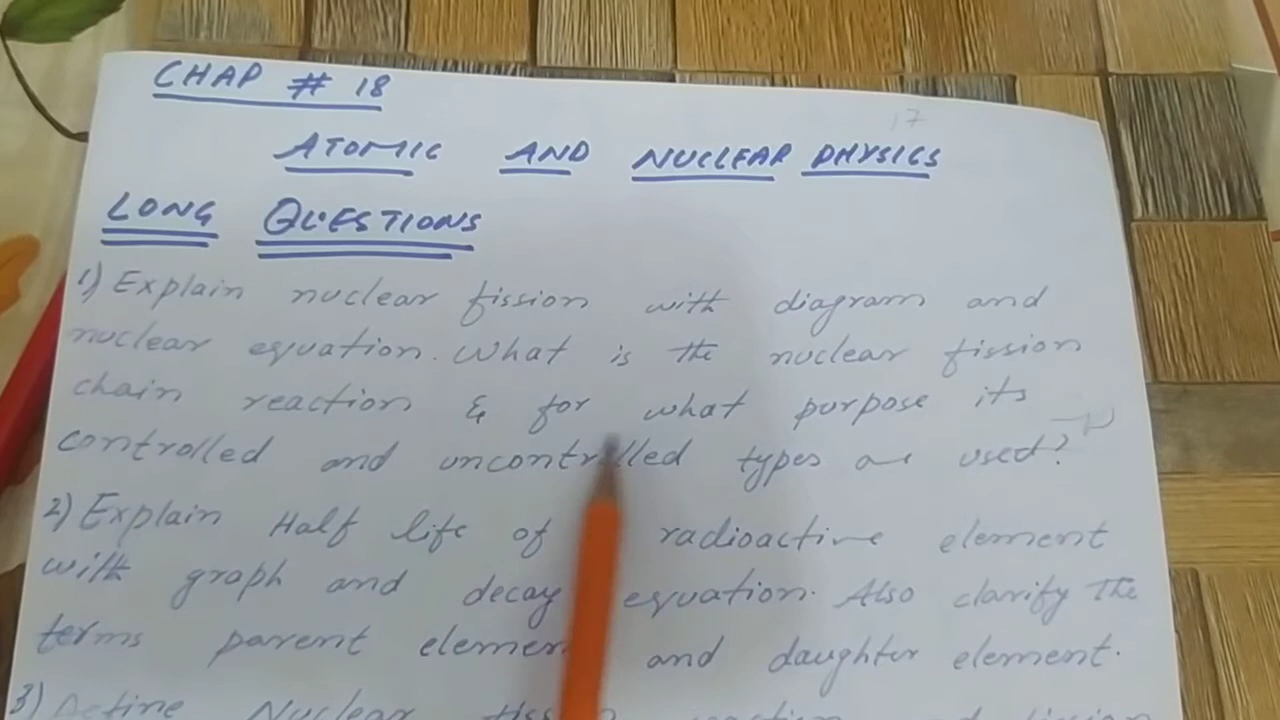 CHAP # 18
17
ATOMIC AND NUCLEAR PHYSICS
LONG QUESTIONS
1) Explain nuclear fission with diagram and
nuclear equation. What is the nuclear fission
chain reaction & for what purpose its
controlled and uncontrolled types are used?
2) Explain Half life of radioactive element
with graph and decay equation. Also clarify The
terms parent elemen and daughter element.
3) Define Nuclear